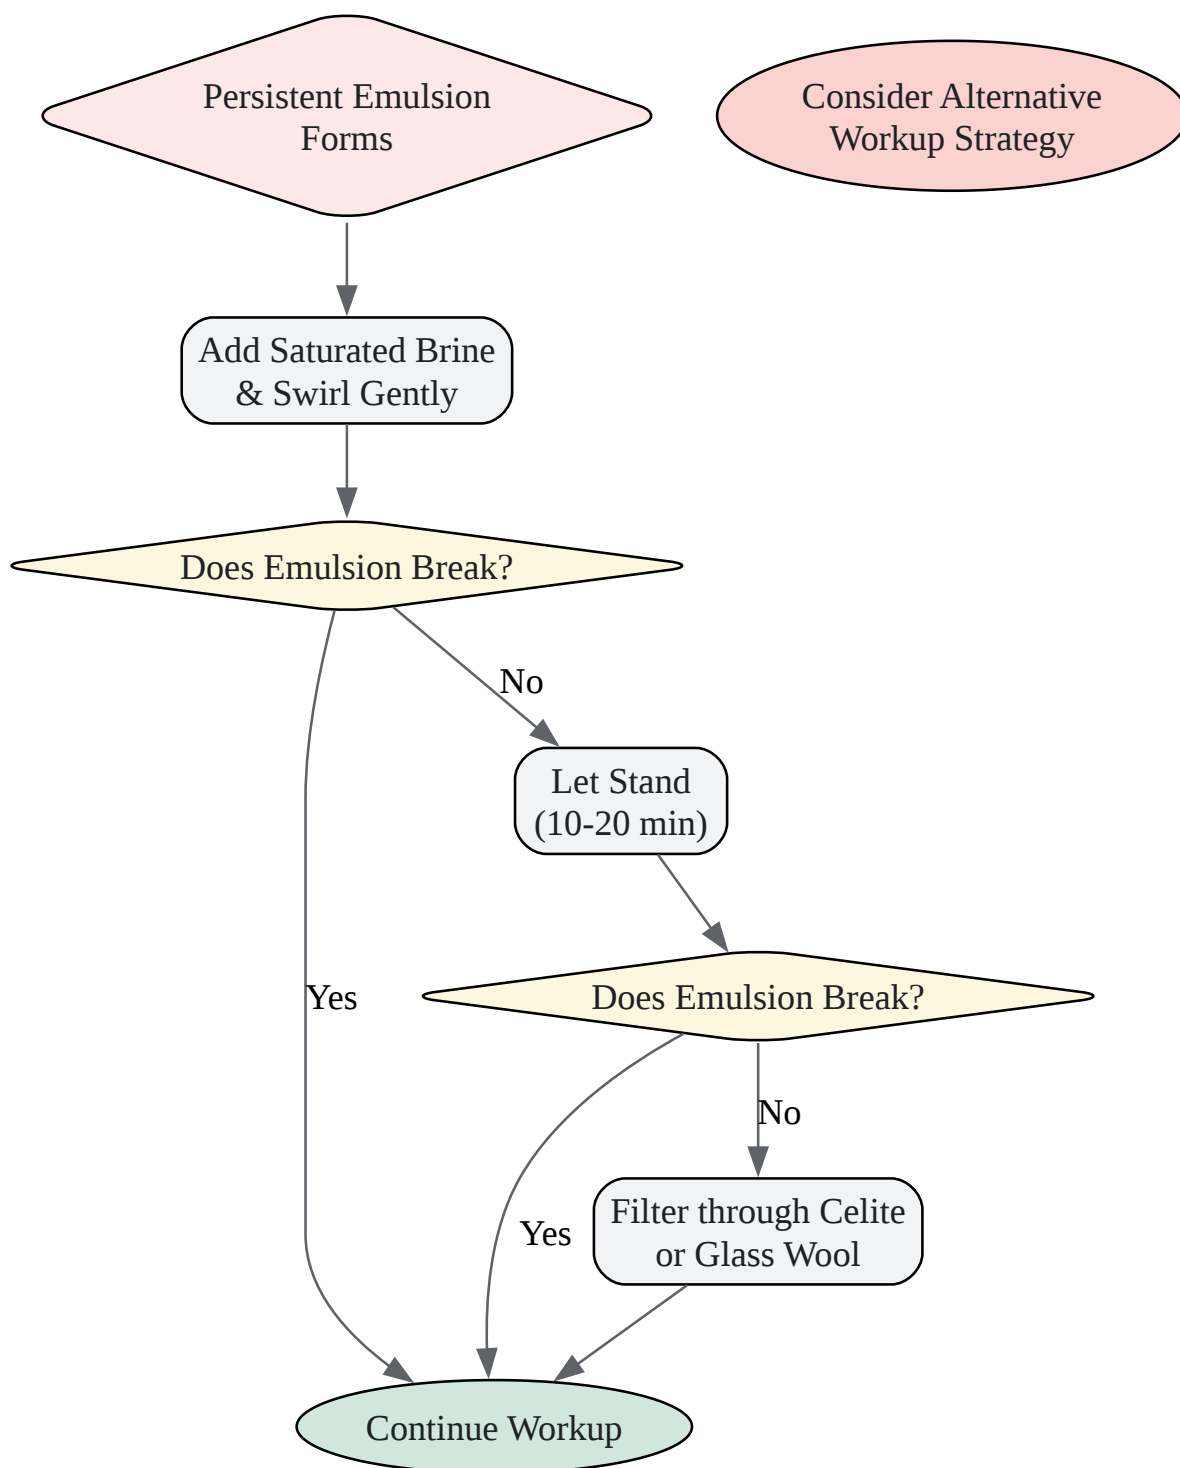 Persistent Emulsion
Forms
Consider Alternative
Workup Strategy
Add Saturated Brine
& Swirl Gently
Does Emulsion Break?
No
Let Stand
(10-20 min)
Yes
Does Emulsion Break?
No
Filter through Celite
or Glass Wool
Yes
Continue Workup